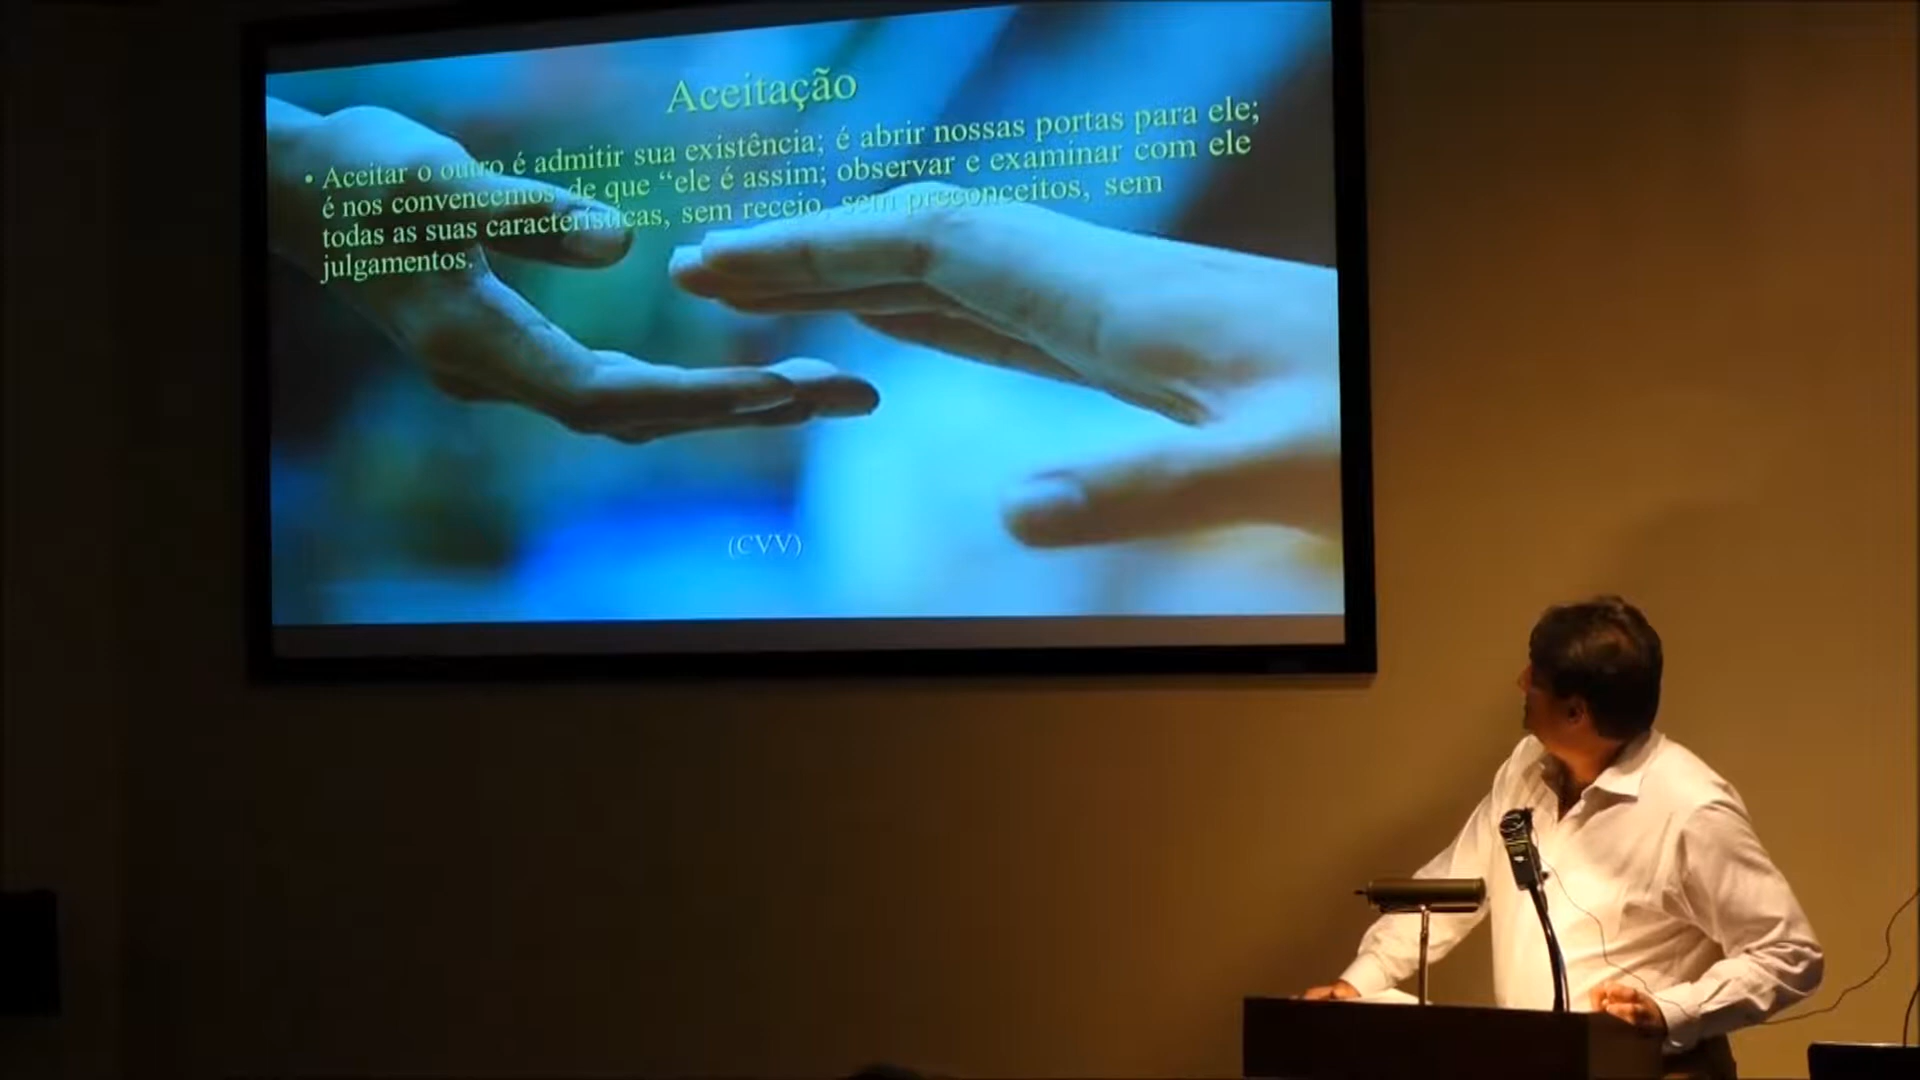 Aceitação
• Aceitar o outro é admitir sua existência; é abrir nossas portas para ele;
é nos convencemos de que “ele é assim; observar e examinar com ele
todas as suas características, sem receio, sem preconceitos, sem
julgamentos.
(CVV)